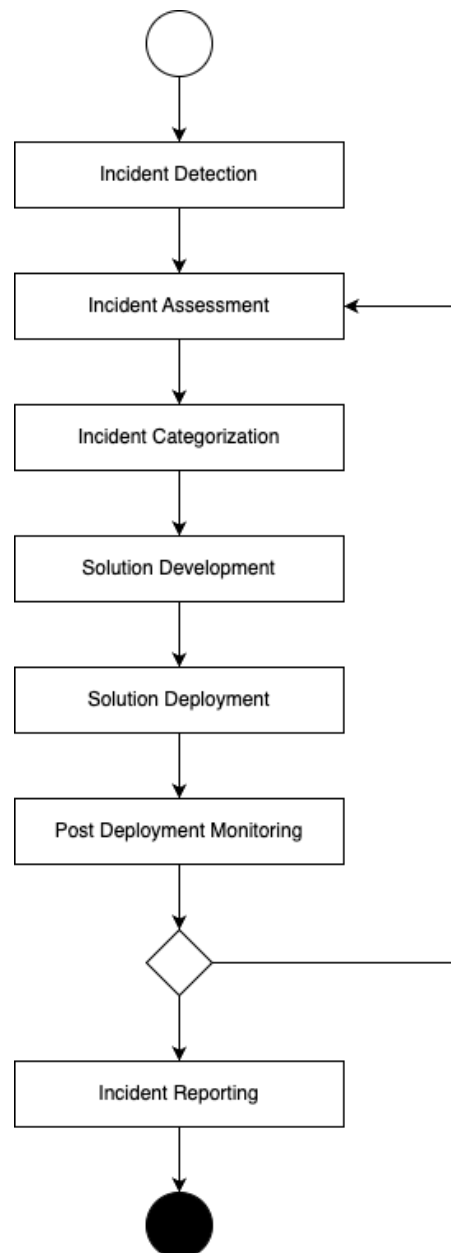 Incident Detection
Incident Assessment
Incident Categorization
Solution Development
Solution Deployment
Post Deployment Monitoring
Incident Reporting